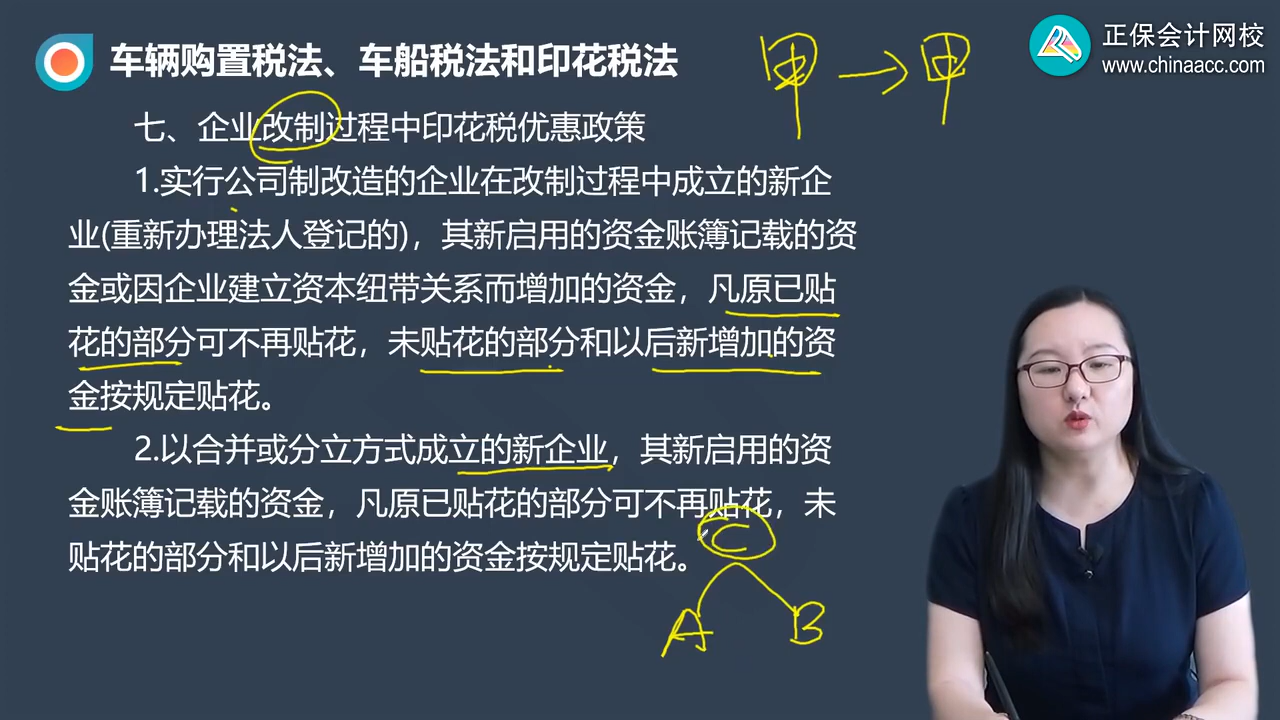 车辆购置税法、车船税法和印花税法
甲 → 甲
正保会计网校
www.chinaacc.com
七、企业改制过程中印花税优惠政策
1.实行公司制改造的企业在改制过程中成立的新企
业(重新办理法人登记的)，其新启用的资金账簿记载的资
金或因企业建立资本纽带关系而增加的资金，凡原已贴
花的部分可不再贴花，未贴花的部分和以后新增加的资
金按规定贴花。
2.以合并或分立方式成立的新企业，其新启用的资
金账簿记载的资金，凡原已贴花的部分可不再贴花，未
贴花的部分和以后新增加的资金按规定贴花。
C
A B